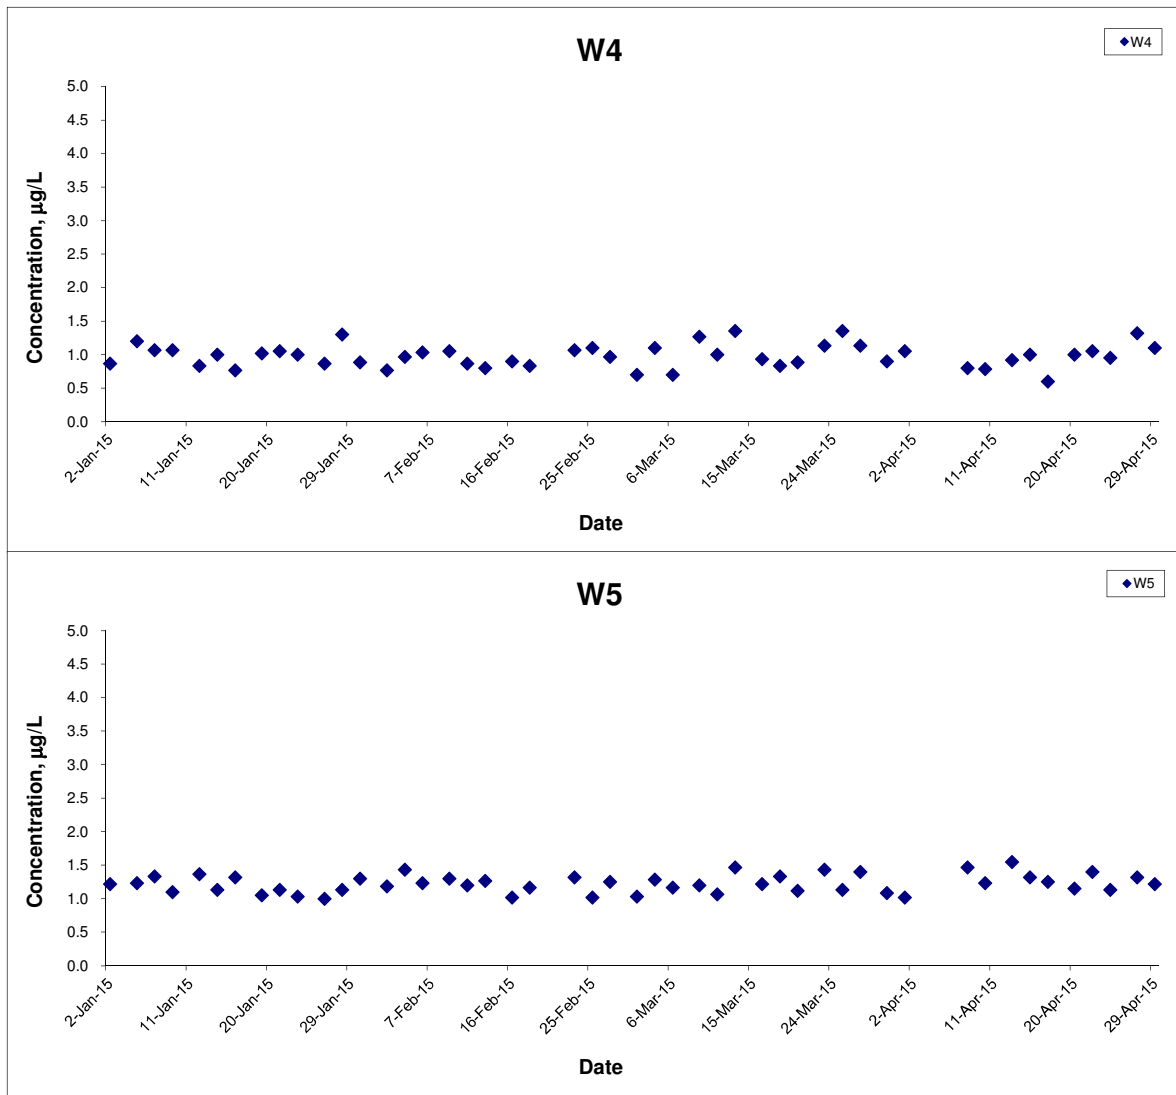 W4
W4
5.0
4.5
4.0
3.5
3.0
2.5
2.0
1.5
1.0
0.5
0.0
Concentration, µg/L
2-Jan-15 11-Jan-15 20-Jan-15 29-Jan-15 7-Feb-15 16-Feb-15 25-Feb-15 6-Mar-15 15-Mar-15 24-Mar-15 2-Apr-15 11-Apr-15 20-Apr-15 29-Apr-15
Date
W5
W5
5.0
4.5
4.0
3.5
3.0
2.5
2.0
1.5
1.0
0.5
0.0
Concentration, µg/L
2-Jan-15 11-Jan-15 20-Jan-15 29-Jan-15 7-Feb-15 16-Feb-15 25-Feb-15 6-Mar-15 15-Mar-15 24-Mar-15 2-Apr-15 11-Apr-15 20-Apr-15 29-Apr-15
Date